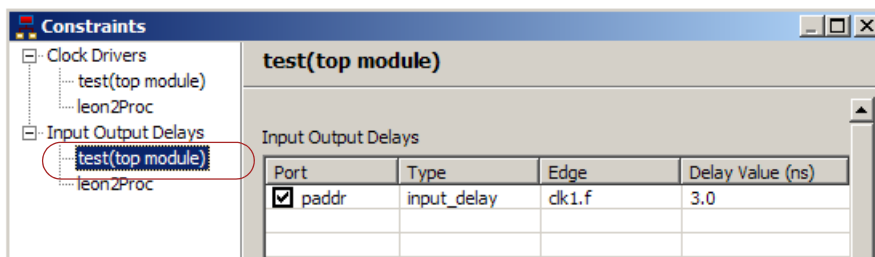 Constraints
Clock Drivers
test(top module)
leon2Proc
Input Output Delays
test(top module)
leon2Proc
test(top module)
Input Output Delays
Port Type Edge Delay Value (ns)
paddr input_delay clk1.f 3.0